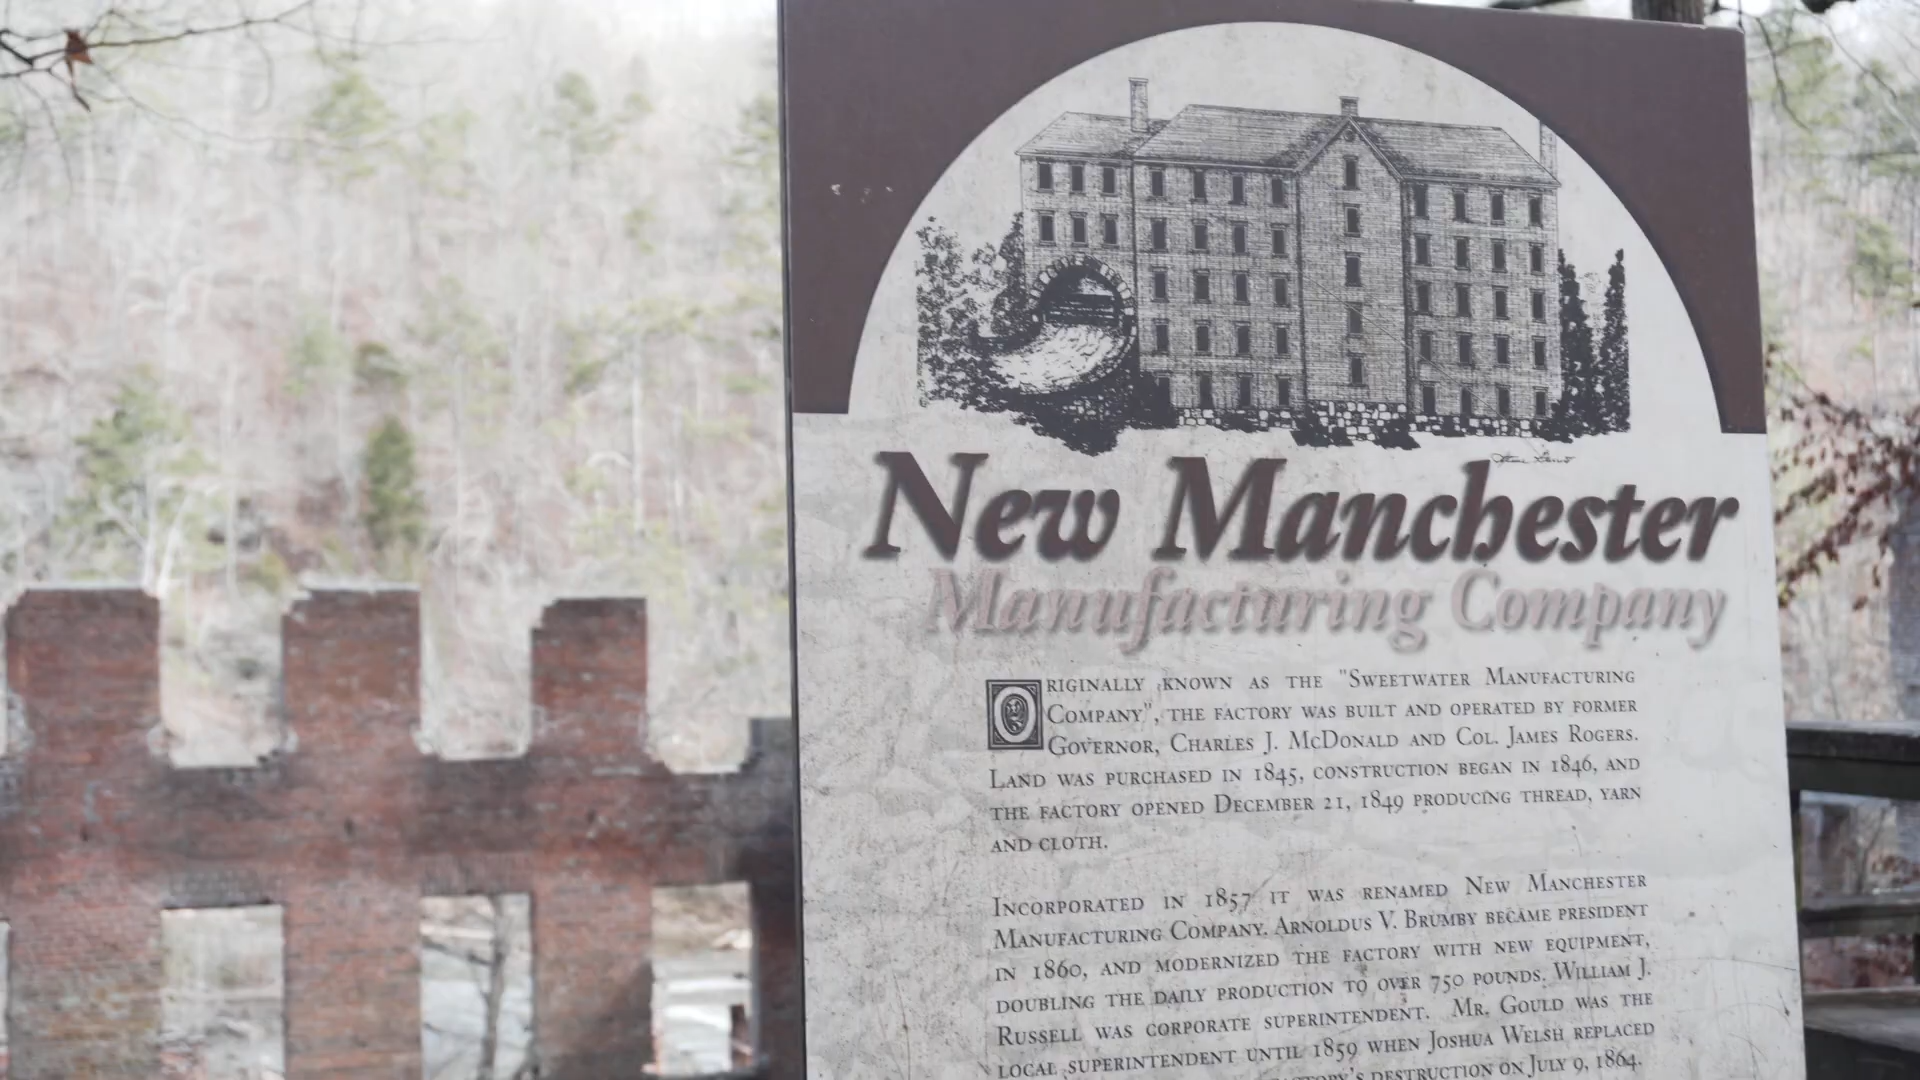 New Manchester
Manufacturing Company
ORIGINALLY KNOWN AS THE "SWEETWATER MANUFACTURING
COMPANY", THE FACTORY WAS BUILT AND OPERATED BY FORMER
GOVERNOR, CHARLES J. MCDONALD AND COL. JAMES ROGERS.
LAND WAS PURCHASED IN 1845, CONSTRUCTION BEGAN IN 1846, AND
THE FACTORY OPENED DECEMBER 21, 1849 PRODUCING THREAD, YARN
AND CLOTH.
INCORPORATED IN 1857 IT WAS RENAMED NEW MANCHESTER
MANUFACTURING COMPANY. ARNOLDUS V. BRUMBY BECAME PRESIDENT
IN 1860, AND MODERNIZED THE FACTORY WITH NEW EQUIPMENT,
DOUBLING THE DAILY PRODUCTION TO OVER 750 POUNDS. WILLIAM J.
RUSSELL WAS CORPORATE SUPERINTENDENT. MR. GOULD WAS THE
LOCAL SUPERINTENDENT UNTIL 1859 WHEN JOSHUA WELSH REPLACED
FACTORY'S DESTRUCTION ON JULY 9, 1864.